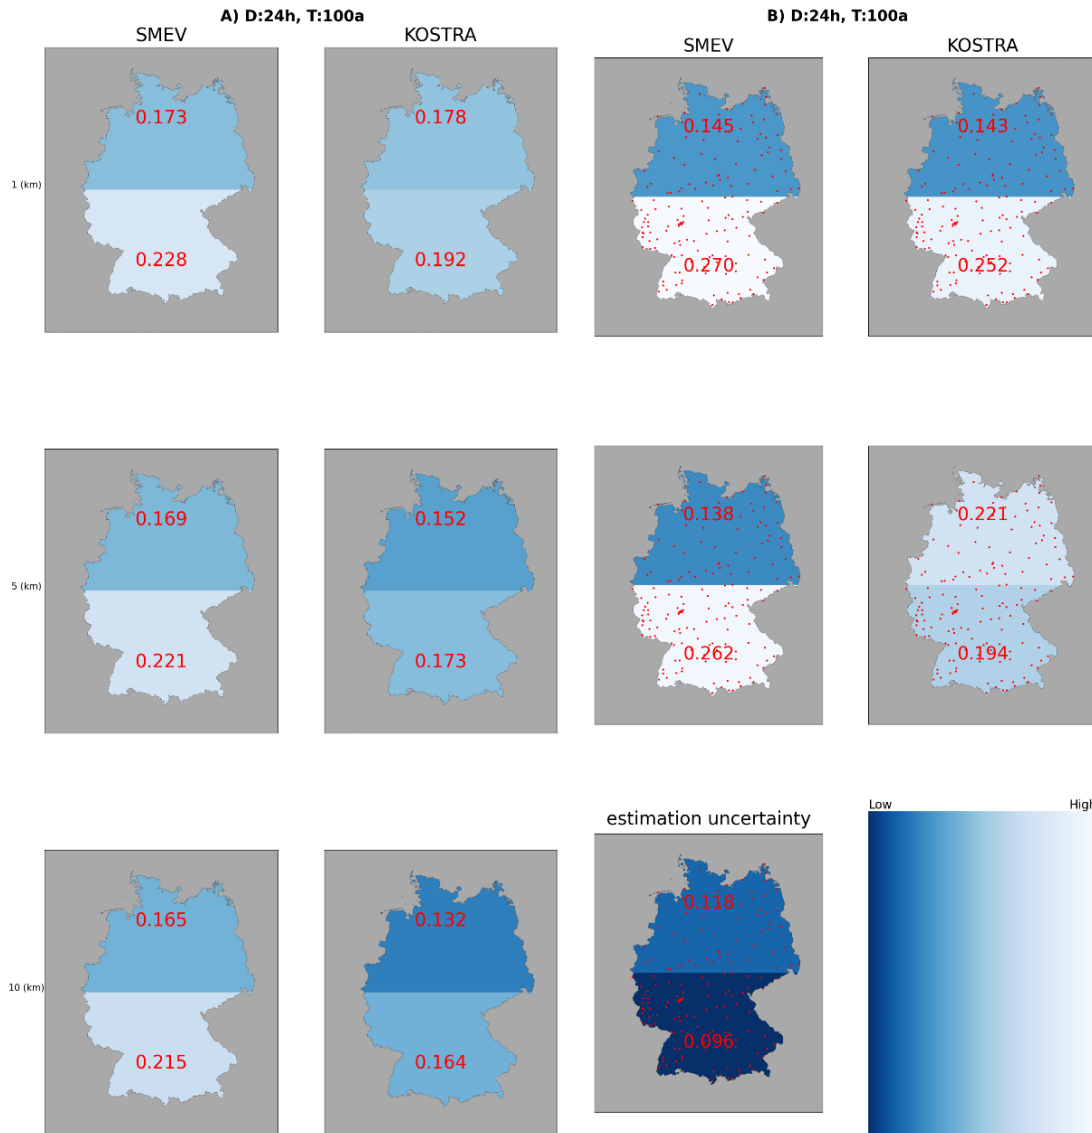 A) D:24h, T:100a
B) D:24h, T:100a
SMEV
KOSTRA
SMEV
KOSTRA
0.173
0.178
0.145
0.143
1 (km)
0.228
0.192
0.270
0.252
0.169
0.152
0.138
0.221
5 (km)
0.221
0.173
0.262
0.194
estimation uncertainty
Low
High
0.165
0.132
0.118
10 (km)
0.215
0.164
0.096